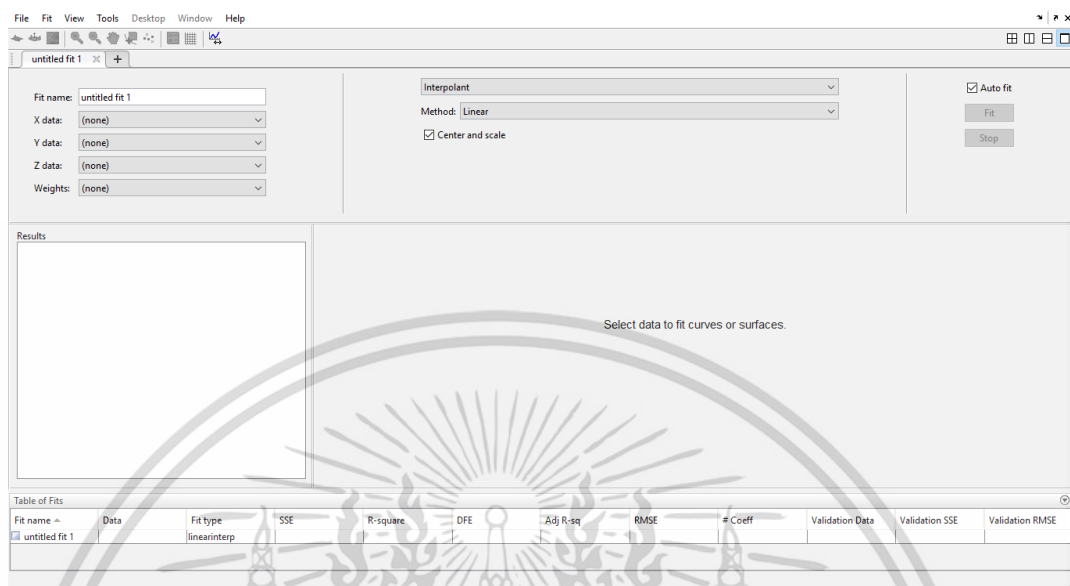 File Fit View Tools Desktop Window Help
untitled fit 1
Fit name: untitled fit 1
X data: (none)
Y data: (none)
Z data: (none)
Weights: (none)
Interpolant
Method: Linear
Center and scale
Auto fit
Fit
Stop
Results
Select data to fit curves or surfaces.
Table of Fits
Fit name Data Fit type SSE R-square DFE Adj R-sq RMSE # Coeff Validation Data Validation SSE Validation RMSE
untitled fit 1 linearinterp